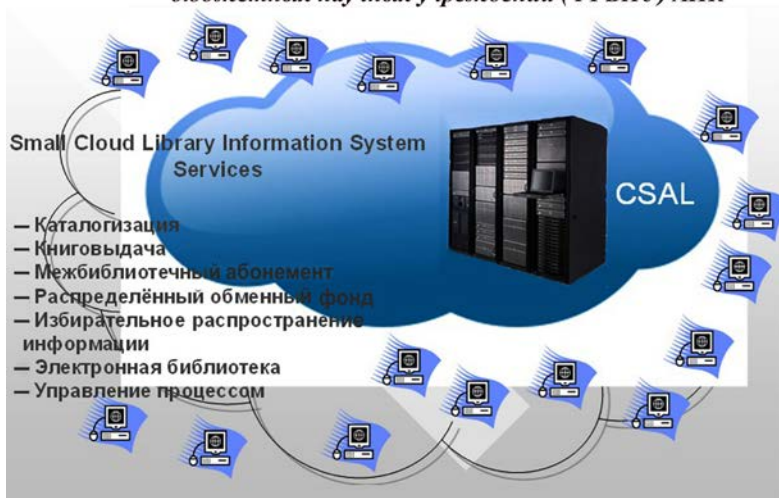 Small Cloud Library Information System
Services
CSAL
— Каталогизация
— Книговыдача
— Межбиблиотечный абонемент
— Распределённый обменный фонд
— Избирательное распространение
информации
— Электронная библиотека
— Управление процессом